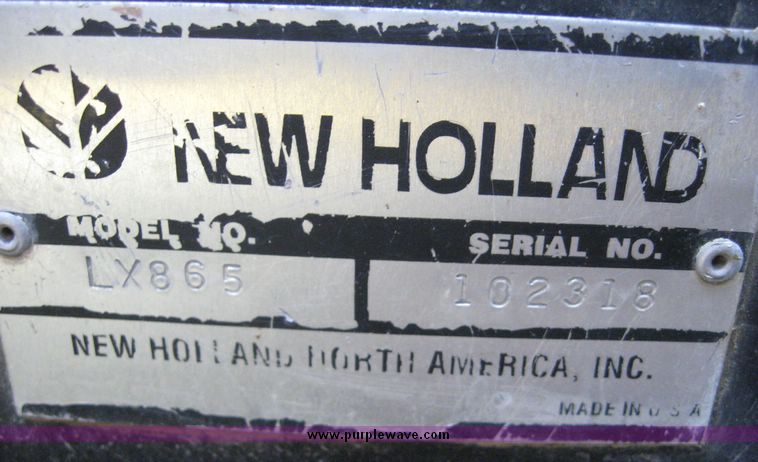 NEW HOLLAND
MODEL NO. SERIAL NO.
LX865 102318
NEW HOLLAND NORTH AMERICA, INC.
MADE IN U S A
www.purplewave.com